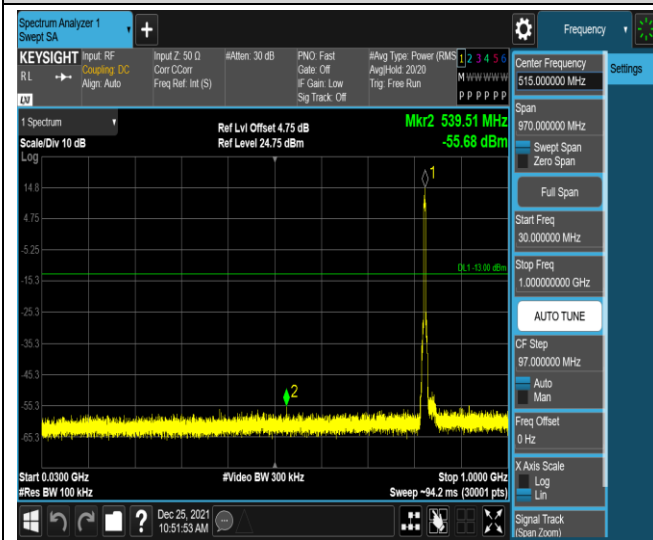 Spectrum Analyzer 1
Swept SA
Frequency
KEYSIGHT
RL
LXI
Input: RF
Coupling: DC
Align: Auto
Input Z: 50 Ω
Corr CCorr
Freq Ref: Int (S)
#Atten: 30 dB
PNO: Fast
Gate: Off
IF Gain: Low
Sig Track: Off
#Avg Type: Power (RMS
Avg|Hold: 20/20
Trig: Free Run
1 2 3 4 5 6
M W W W W W
P P P P P P
1 Spectrum
Scale/Div 10 dB
Log
Ref Lvl Offset 4.75 dB
Ref Level 24.75 dBm
Mkr2 539.51 MHz
-55.68 dBm
1
14.8
4.75
-5.25
DL1 -13.00 dBm
-15.3
-25.3
-35.3
-45.3
2
-55.3
-65.3
Start 0.0300 GHz
#Res BW 100 kHz
#Video BW 300 kHz
Stop 1.0000 GHz
Sweep ~94.2 ms (30001 pts)
?
Dec 25, 2021
10:51:53 AM
Center Frequency
515.000000 MHz
Settings
Span
970.000000 MHz
Swept Span
Zero Span
Full Span
Start Freq
30.000000 MHz
Stop Freq
1.000000000 GHz
AUTO TUNE
CF Step
97.000000 MHz
Auto
Man
Freq Offset
0 Hz
X Axis Scale
Log
Lin
Signal Track
(Span Zoom)